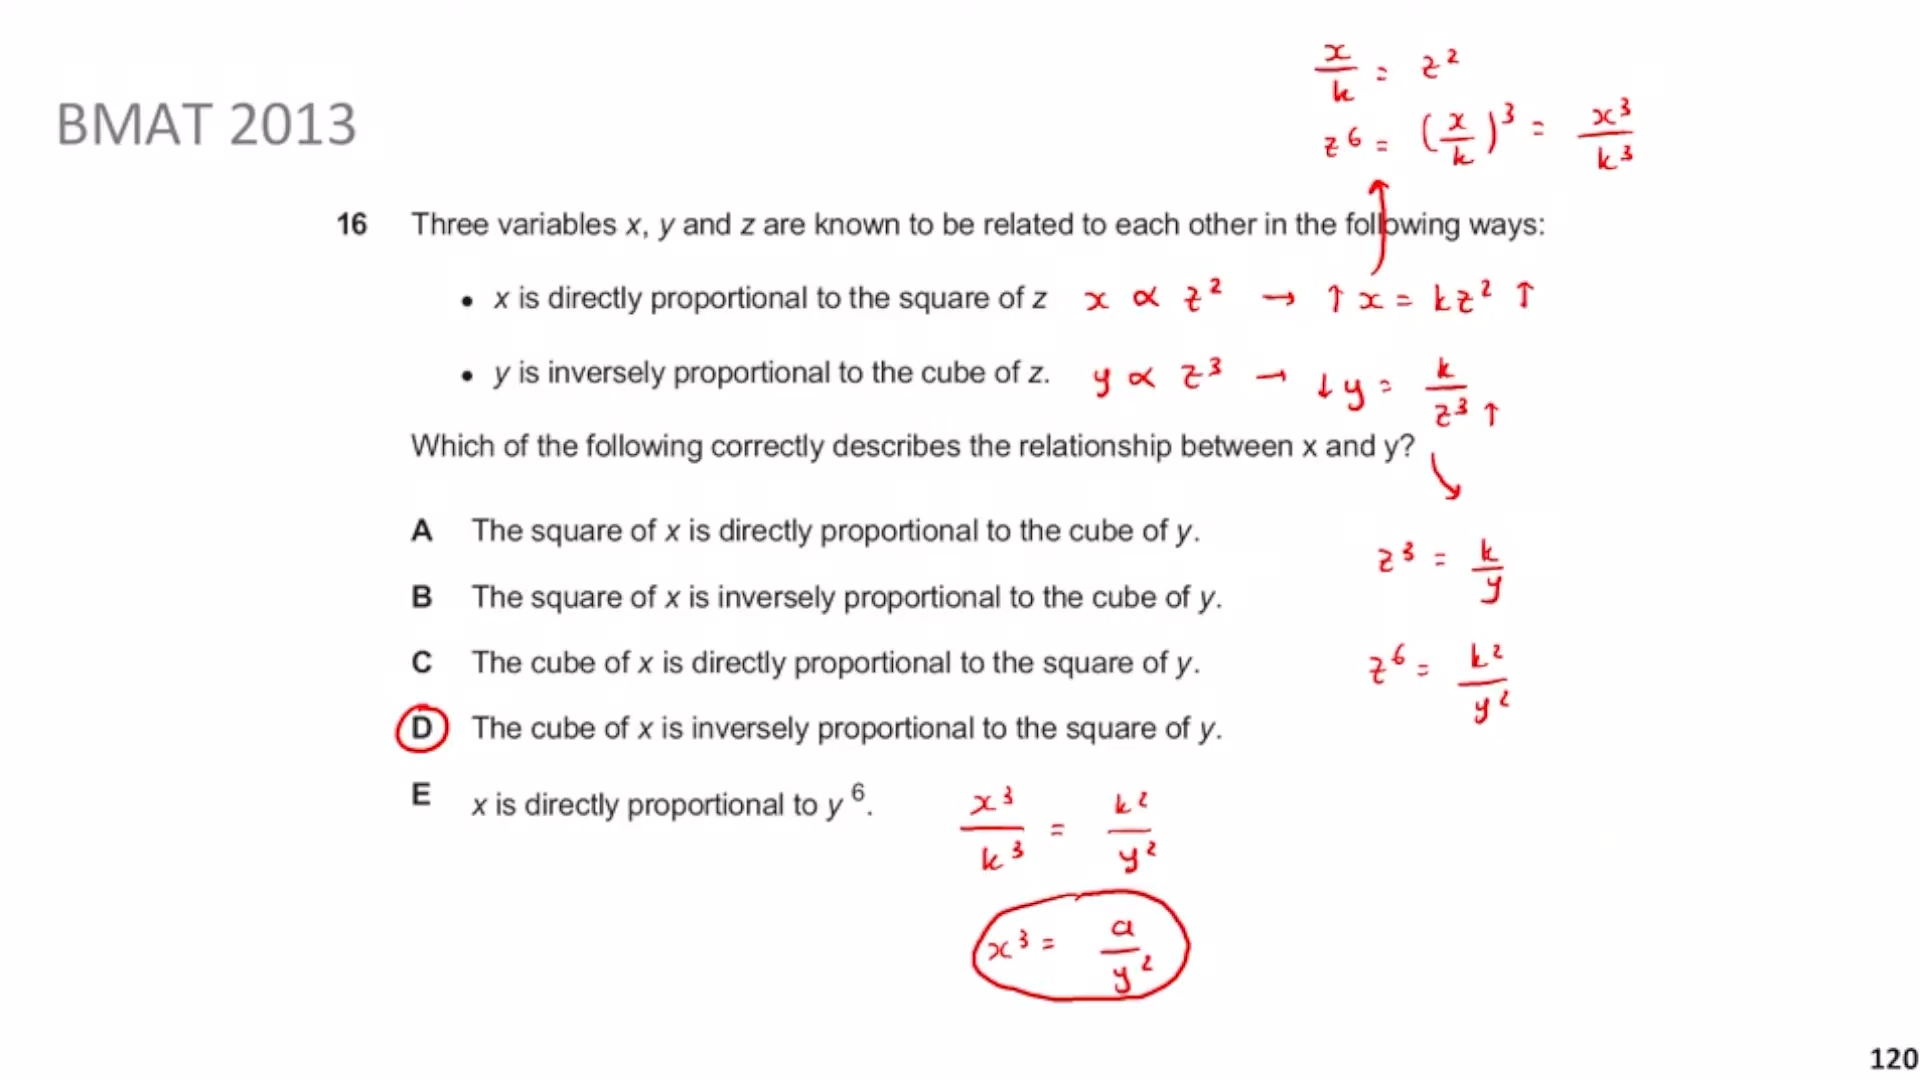 x/k = z²
z⁶ = (x/k)³ = x³/k³
BMAT 2013
16 Three variables x, y and z are known to be related to each other in the following ways:
• x is directly proportional to the square of z x ∝ z² → ↑ x = kz² ↑
• y is inversely proportional to the cube of z. y ∝ z³ → ↓ y = k/z³ ↑
Which of the following correctly describes the relationship between x and y?
A The square of x is directly proportional to the cube of y.
z³ = k/y
B The square of x is inversely proportional to the cube of y.
C The cube of x is directly proportional to the square of y.
z⁶ = k²/y²
D The cube of x is inversely proportional to the square of y.
E x is directly proportional to y ⁶.
x³/k³ = k²/y²
x³ = a/y²
120